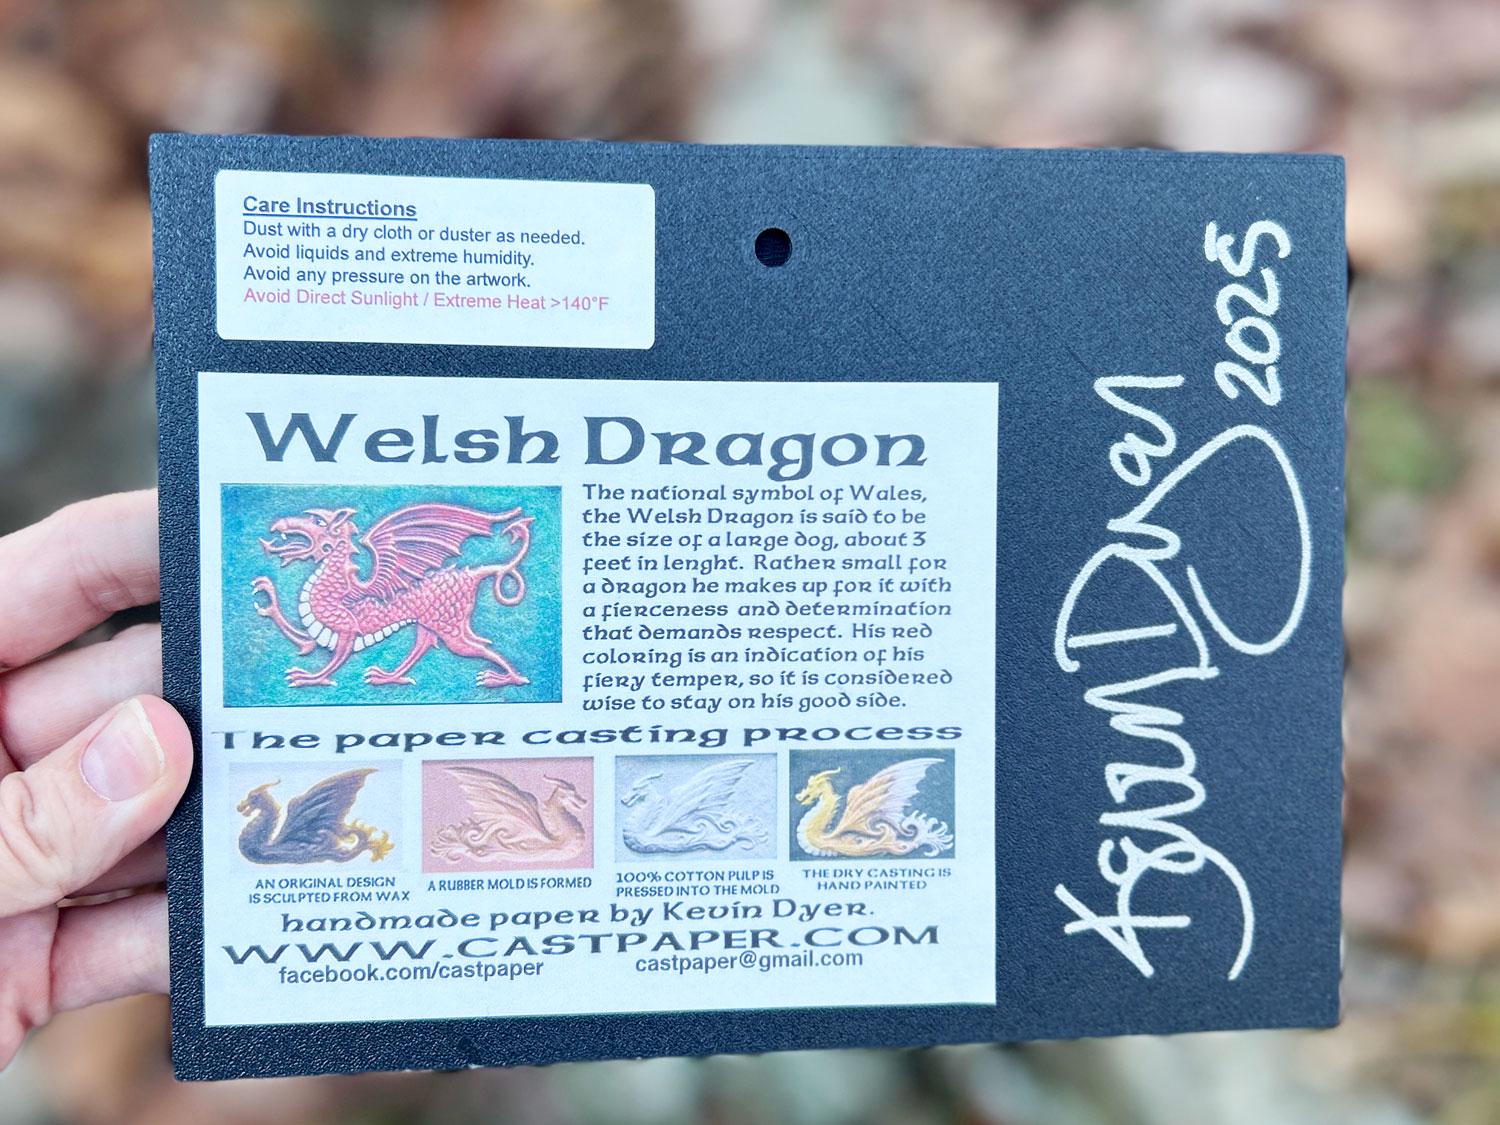 Care Instructions
Dust with a dry cloth or duster as needed.
Avoid liquids and extreme humidity.
Avoid any pressure on the artwork.
Avoid Direct Sunlight / Extreme Heat >140°F
Welsh Dragon
The national symbol of Wales,
the Welsh Dragon is said to be
the size of a large dog, about 3
feet in lenght. Rather small for
a dragon he makes up for it with
a fierceness and determination
that demands respect. His red
coloring is an indication of his
fiery temper, so it is considered
wise to stay on his good side.
The paper casting process
AN ORIGINAL DESIGN
IS SCULPTED FROM WAX
A RUBBER MOLD IS FORMED
100% COTTON PULP IS
PRESSED INTO THE MOLD
THE DRY CASTING IS
HAND PAINTED
handmade paper by Kevin Dyer.
WWW.CASTPAPER.COM
facebook.com/castpaper
castpaper@gmail.com
Kevin Dyer
2025